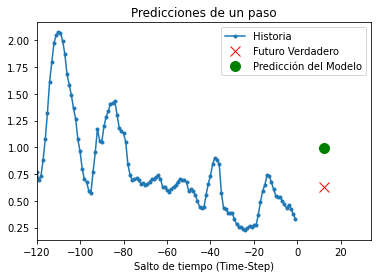 Predicciones de un paso
Historia
Futuro Verdadero
Predicción del Modelo
2.00
1.75
1.50
1.25
1.00
0.75
0.50
0.25
−120 −100 −80 −60 −40 −20 0 20
Salto de tiempo (Time-Step)